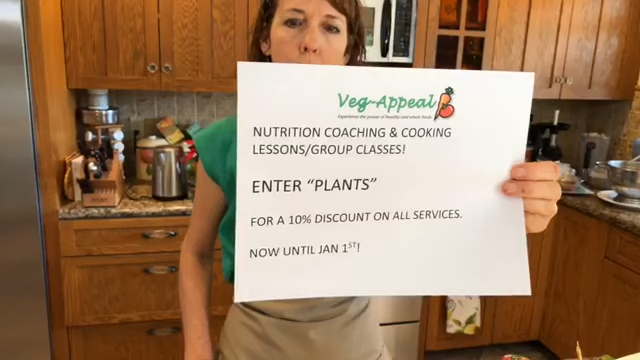 Veg-Appeal
Experience the power of healthy and whole foods
NUTRITION COACHING & COOKING
LESSONS/GROUP CLASSES!
ENTER “PLANTS”
FOR A 10% DISCOUNT ON ALL SERVICES.
NOW UNTIL JAN 1ST!